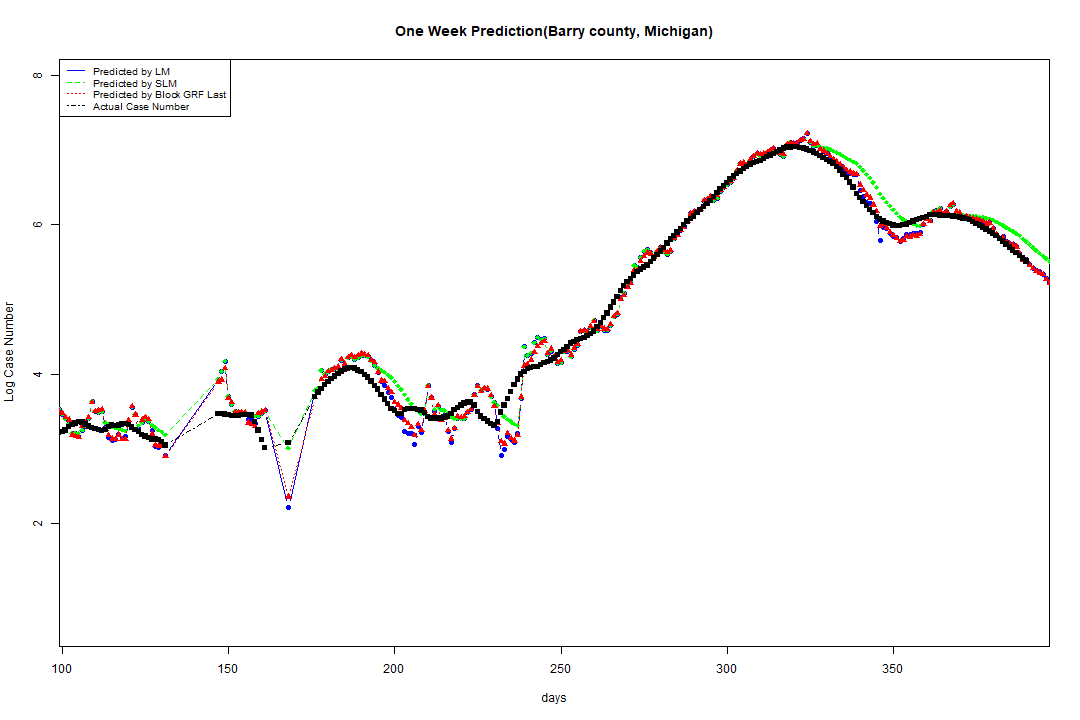 One Week Prediction(Barry county, Michigan)
Predicted by LM
Predicted by SLM
Predicted by Block GRF Last
Actual Case Number
8
6
4
2
Log Case Number
100 150 200 250 300 350
days